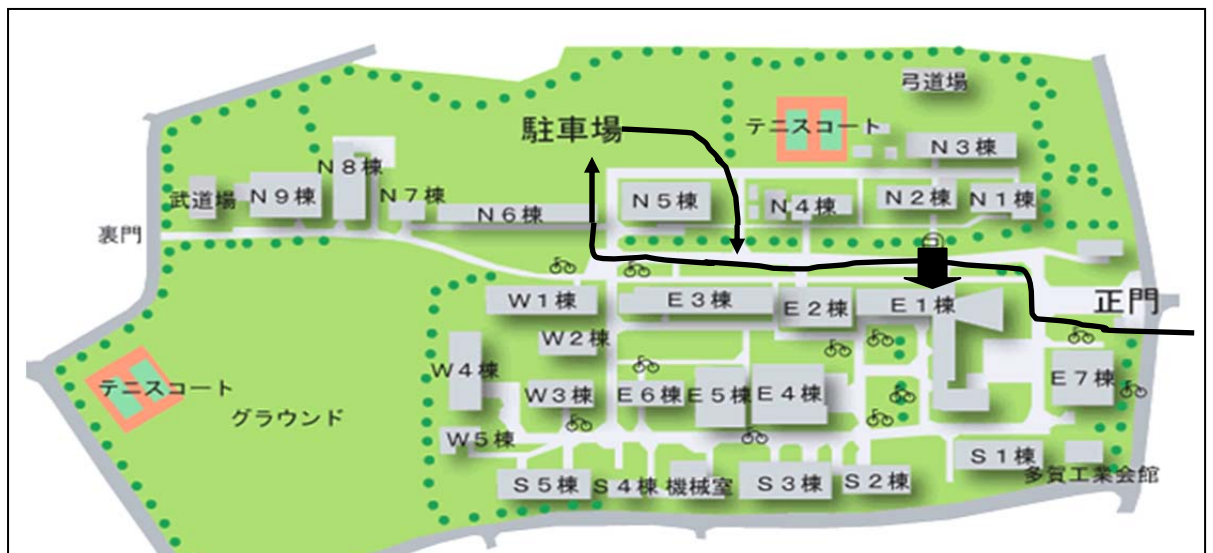 弓道場
駐車場
テニスコート
N3棟
N8棟
武道場
N9棟
N7棟
N6棟
N5棟
N4棟
N2棟
N1棟
裏門
W1棟
E3棟
E2棟
E1棟
正門
W2棟
W4棟
W3棟
E6棟
E5棟
E4棟
E7棟
テニスコート
グラウンド
W5棟
S5棟
S4棟
機械室
S3棟
S2棟
S1棟
多賀工業会館